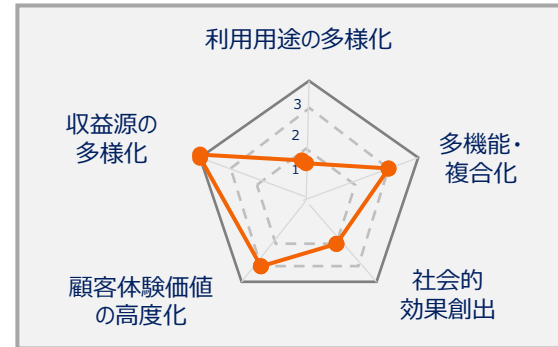 利用用途の多様化
3
2
1
収益源の
多様化
多機能・
複合化
顧客体験価値
の高度化
社会的
効果創出